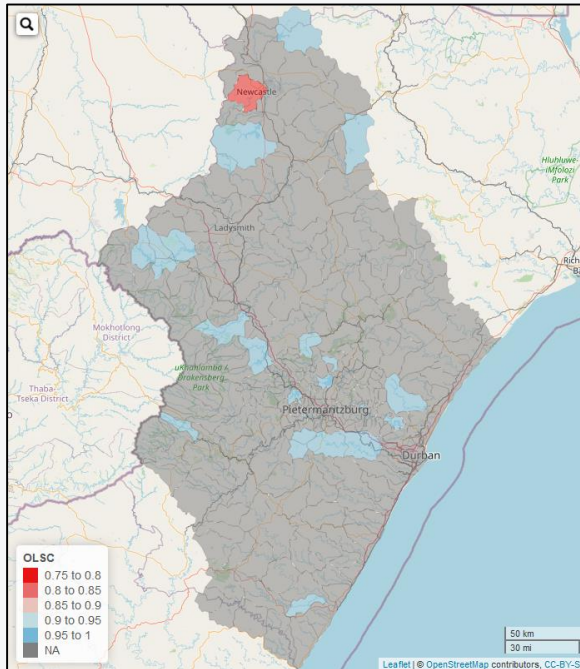 Newcastle
Hluhluwe-
iMfolozi
Park
Ladysmith
Mokhotlong
District
Thaba-
Tseka District
uKhahlamba /
Drakensberg
Park
Pietermaritzburg
Durban
OLSC
0.75 to 0.8
0.8 to 0.85
0.85 to 0.9
0.9 to 0.95
0.95 to 1
NA
50 km
30 mi
Leaflet | © OpenStreetMap contributors, CC-BY-S